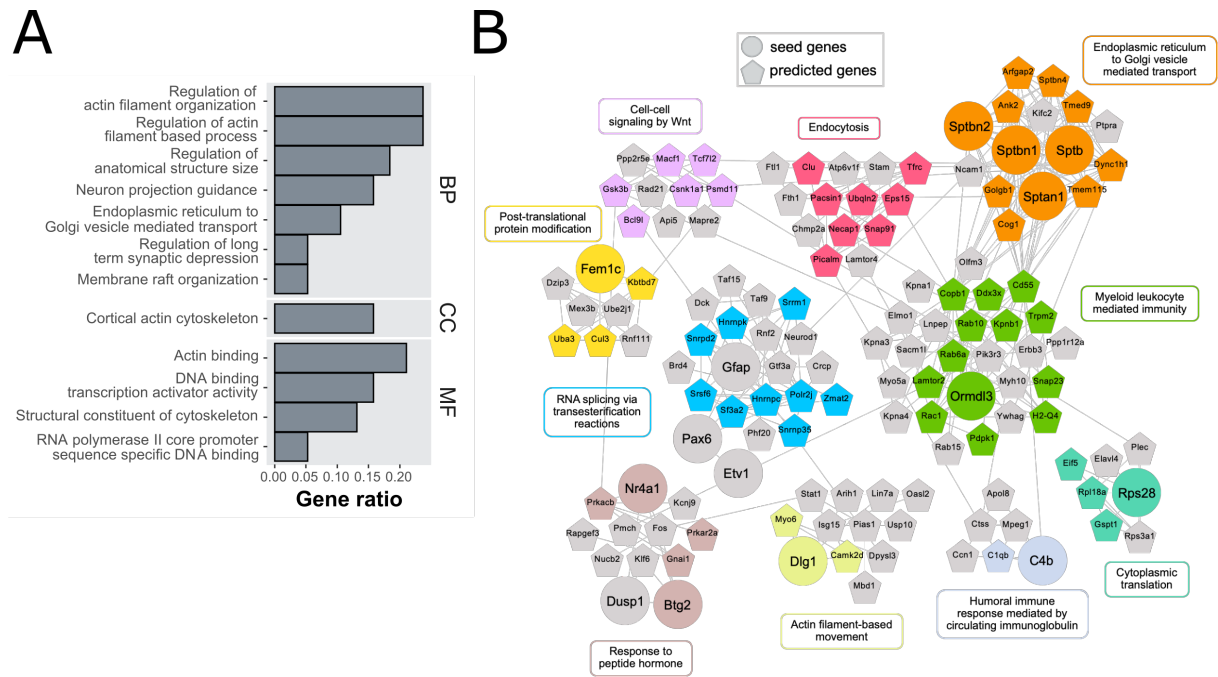 A
Regulation of
actin filament organization
Regulation of actin
filament based process
Regulation of
anatomical structure size
Neuron projection guidance
Endoplasmic reticulum to
Golgi vesicle mediated transport
Regulation of long
term synaptic depression
Membrane raft organization
BP
Cortical actin cytoskeleton
CC
Actin binding
DNA binding
transcription activator activity
Structural constituent of cytoskeleton
RNA polymerase II core promoter
sequence specific DNA binding
MF
0.00 0.05 0.10 0.15 0.20
Gene ratio
B
seed genes
predicted genes
Endoplasmic reticulum
to Golgi vesicle
mediated transport
Arfgap2
Sptbn4
Ank2
Kifc2
Tmed9
Sptbn2
Ptpra
Sptbn1
Sptb
Ncam1
Dync1h1
Golgb1
Sptan1
Tmem115
Cog1
Olfm3
Cell-cell
signaling by Wnt
Ppp2r5e
Macf1
Tcf7l2
Gsk3b
Rad21
Csnk1a1
Psmd11
Bcl9l
Api5
Mapre2
Endocytosis
Ftl1
Clu
Atp6v1f
Stam
Tfrc
Fth1
Pacsin1
Ubqln2
Eps15
Chmp2a
Necap1
Snap91
Picalm
Lamtor4
Post-translational
protein modification
Fem1c
Dzip3
Kbtbd7
Mex3b
Ube2j1
Uba3
Cul3
Rnf111
RNA splicing via
transesterification
reactions
Taf15
Dck
Taf9
Srrm1
Hnrnpk
Snrpd2
Rnf2
Neurod1
Brd4
Gfap
Gtf3a
Crcp
Srsf6
Hnrnpc
Polr2j
Zmat2
Sf3a2
Pax6
Phf20
Snrnp35
Etv1
Myeloid leukocyte
mediated immunity
Kpna1
Copb1
Ddx3x
Cd55
Elmo1
Lnpep
Rab10
Kpnb1
Trpm2
Kpna3
Sacm1l
Rab6a
Pik3r3
Erbb3
Ppp1r12a
Myo5a
Lamtor2
Ormdl3
Myh10
Snap23
Kpna4
Rac1
Ywhag
H2-Q4
Rab15
Pdpk1
Nr4a1
Prkacb
Kcnj9
Rapgef3
Pmch
Fos
Prkar2a
Nucb2
Klf6
Gnai1
Dusp1
Btg2
Response to
peptide hormone
Stat1
Arih1
Lin7a
Oasl2
Myo6
Isg15
Pias1
Usp10
Dlg1
Camk2d
Dpysl3
Mbd1
Actin filament-based
movement
Apol8
Ctss
Mpeg1
Ccn1
C1qb
C4b
Humoral immune
response mediated by
circulating immunoglobulin
Plec
Eif5
Elavl4
Rpl18a
Rps28
Gspt1
Rps3a1
Cytoplasmic
translation